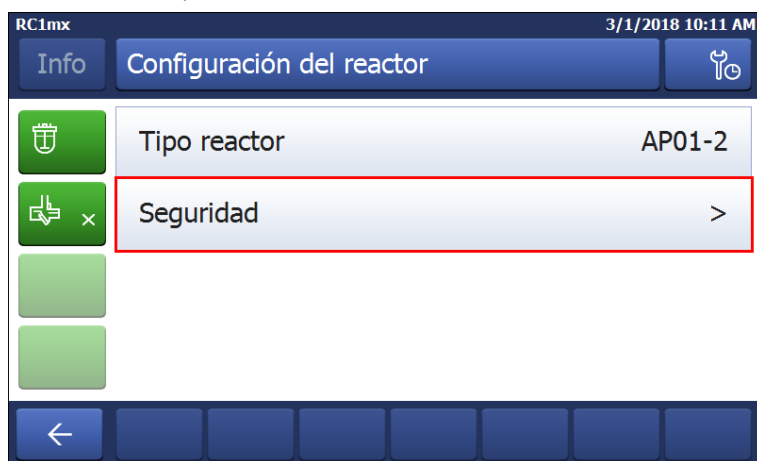 RC1mx 3/1/2018 10:11 AM
Info Configuración del reactor
Tipo reactor AP01-2
Seguridad >